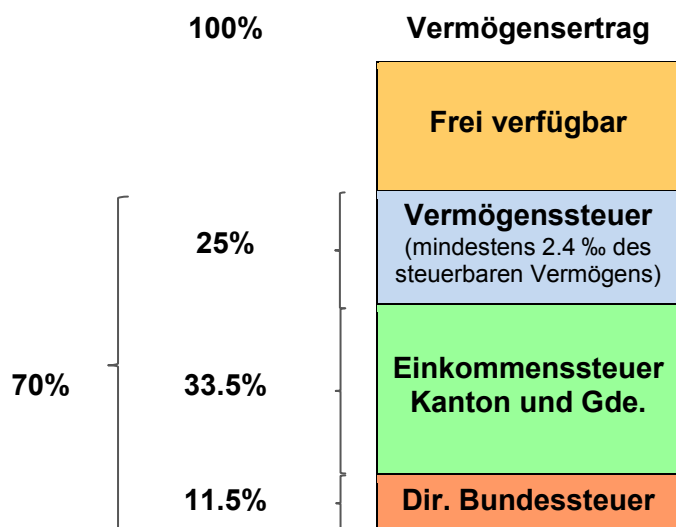 100% Vermögensertrag
Frei verfügbar
Vermögenssteuer
(mindestens 2.4 ‰ des
steuerbaren Vermögens)
25%
Einkommenssteuer
Kanton und Gde.
70%
33.5%
11.5%
Dir. Bundessteuer